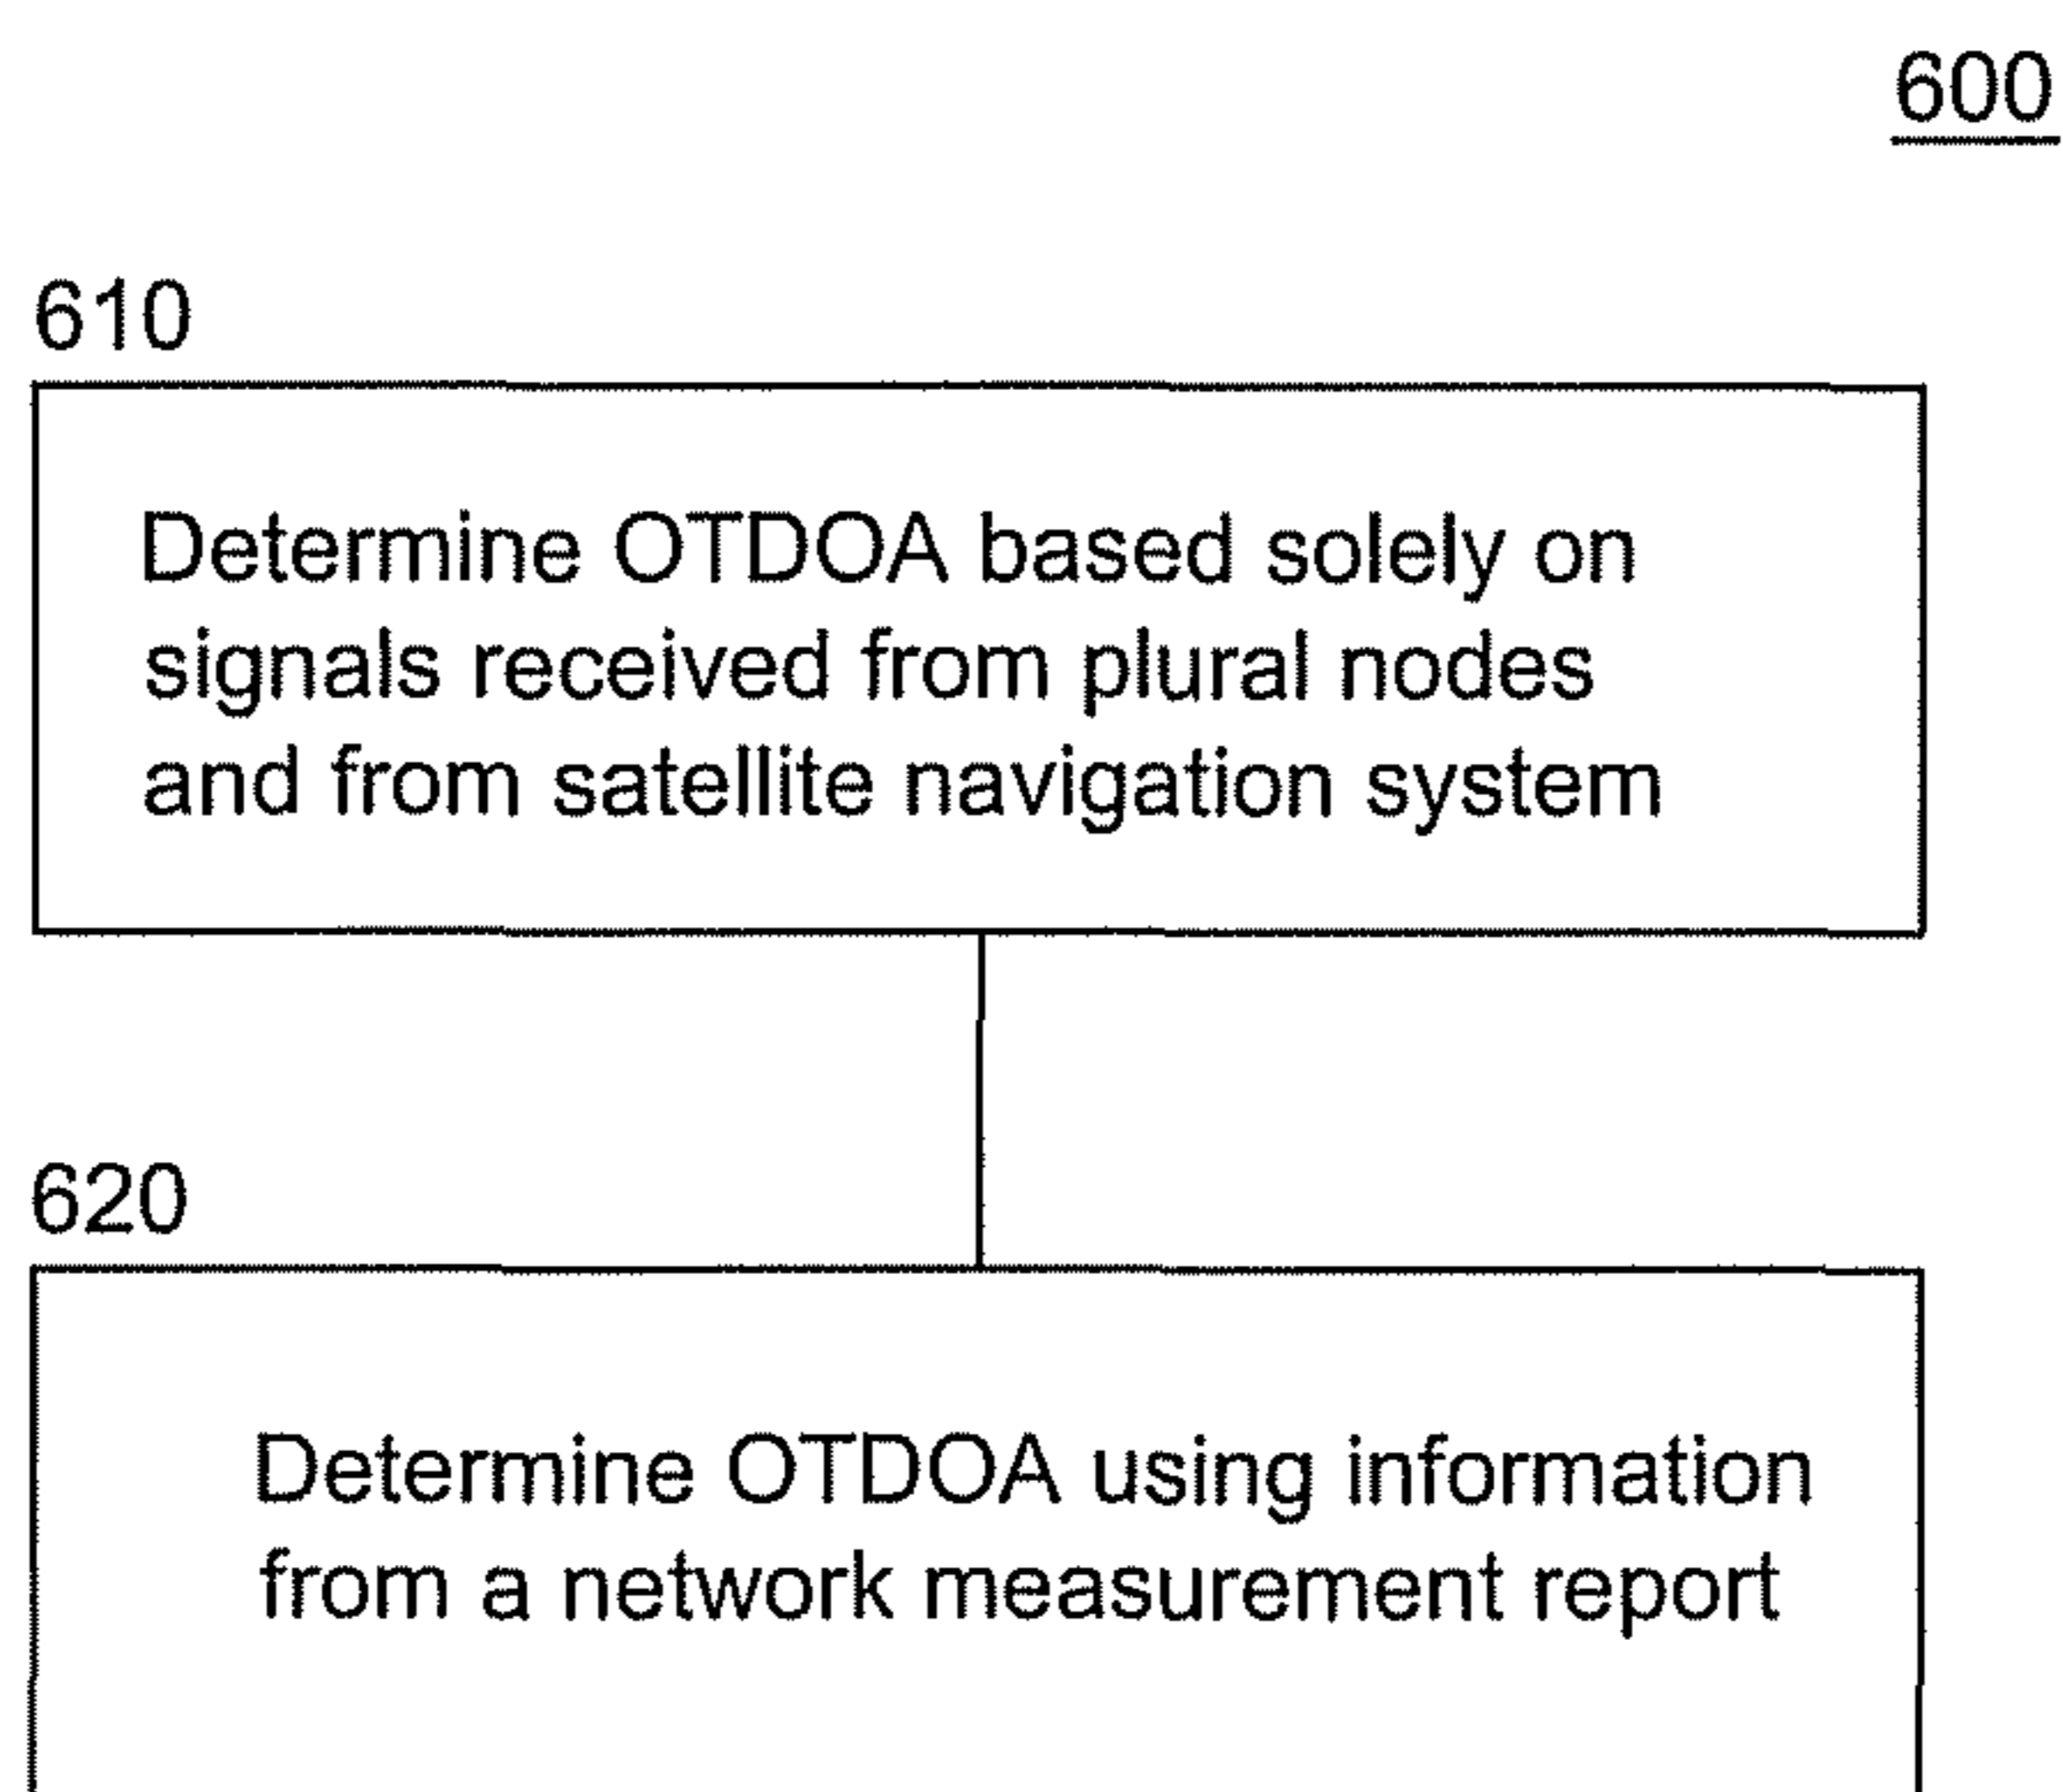 600
610
Determine OTDOA based solely on
signals received from plural nodes
and from satellite navigation system
620
Determine OTDOA using information
from a network measurement report